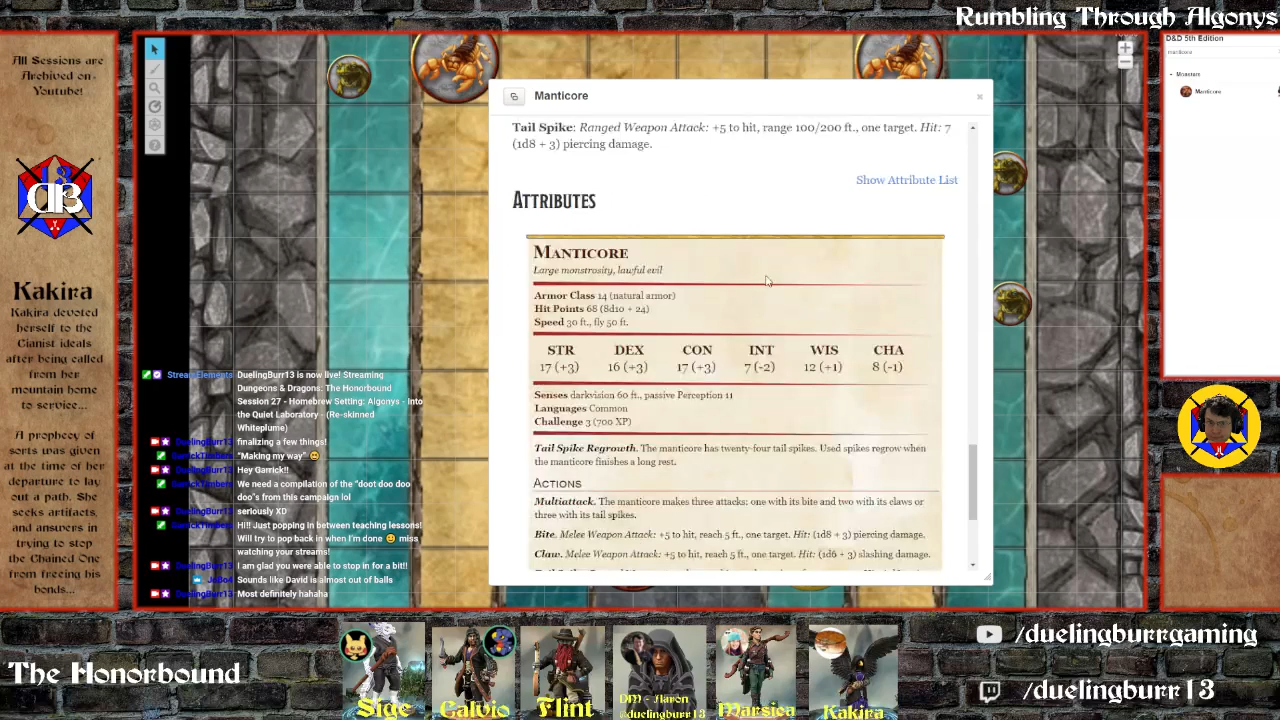 Rumbling Through Algonys
All Sessions are
Archived on
Youtube!
d13
Kakira
Kakira devoted
herself to the
Cianist ideals
after being called
from her
mountain home
to service...
A prophecy of
sorts was given
at the time of her
departure to lay
out a path. She
seeks artifacts,
and answers in
trying to stop
the Chained One
from freeing his
bonds...
StreamElements DuelingBurr13 is now live! Streaming
Dungeons & Dragons: The Honorbound
Session 27 - Homebrew Setting: Algonys - Into
the Quiet Laboratory - (Re-skinned
Whiteplume)
DuelingBurr13 finalizing a few things!
GarrickTimbers "Making my way"
DuelingBurr13 Hey Garrick!!
GarrickTimbers We need a compilation of the "doot doo doo
doo"s from this campaign lol
DuelingBurr13 seriously XD
GarrickTimbers Hi!! Just popping in between teaching lessons!
Will try to pop back in when I'm done miss
watching your streams!
DuelingBurr13 I am glad you were able to stop in for a bit!!
JoBo4 Sounds like David is almost out of balls
DuelingBurr13 Most definitely hahaha
Manticore
Tail Spike: Ranged Weapon Attack: +5 to hit, range 100/200 ft., one target. Hit: 7
(1d8 + 3) piercing damage.
Show Attribute List
ATTRIBUTES
MANTICORE
Large monstrosity, lawful evil
Armor Class 14 (natural armor)
Hit Points 68 (8d10 + 24)
Speed 30 ft., fly 50 ft.
STR DEX CON INT WIS CHA
17 (+3) 16 (+3) 17 (+3) 7 (-2) 12 (+1) 8 (-1)
Senses darkvision 60 ft., passive Perception 11
Languages Common
Challenge 3 (700 XP)
Tail Spike Regrowth. The manticore has twenty-four tail spikes. Used spikes regrow when
the manticore finishes a long rest.
ACTIONS
Multiattack. The manticore makes three attacks: one with its bite and two with its claws or
three with its tail spikes.
Bite. Melee Weapon Attack: +5 to hit, reach 5 ft., one target. Hit: (1d8 + 3) piercing damage.
Claw. Melee Weapon Attack: +5 to hit, reach 5 ft., one target. Hit: (1d6 + 3) slashing damage.
D&D 5th Edition
manticore
Monsters
Manticore
The Honorbound
Sige
Calvio
Flint
DM - Aaron
@duelingburr13
Marsica
Kakira
/duelingburrgaming
/duelingburr13